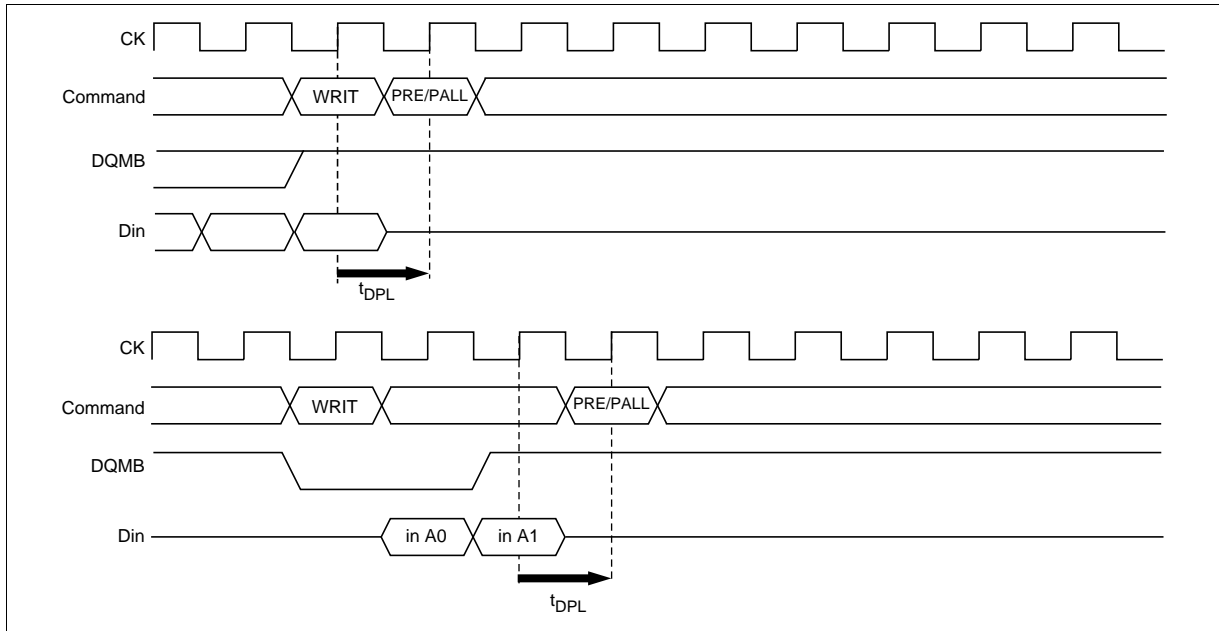 CK
Command WRIT PRE/PALL
DQMB
Din
tDPL
CK
Command WRIT PRE/PALL
DQMB
Din in A0 in A1
tDPL